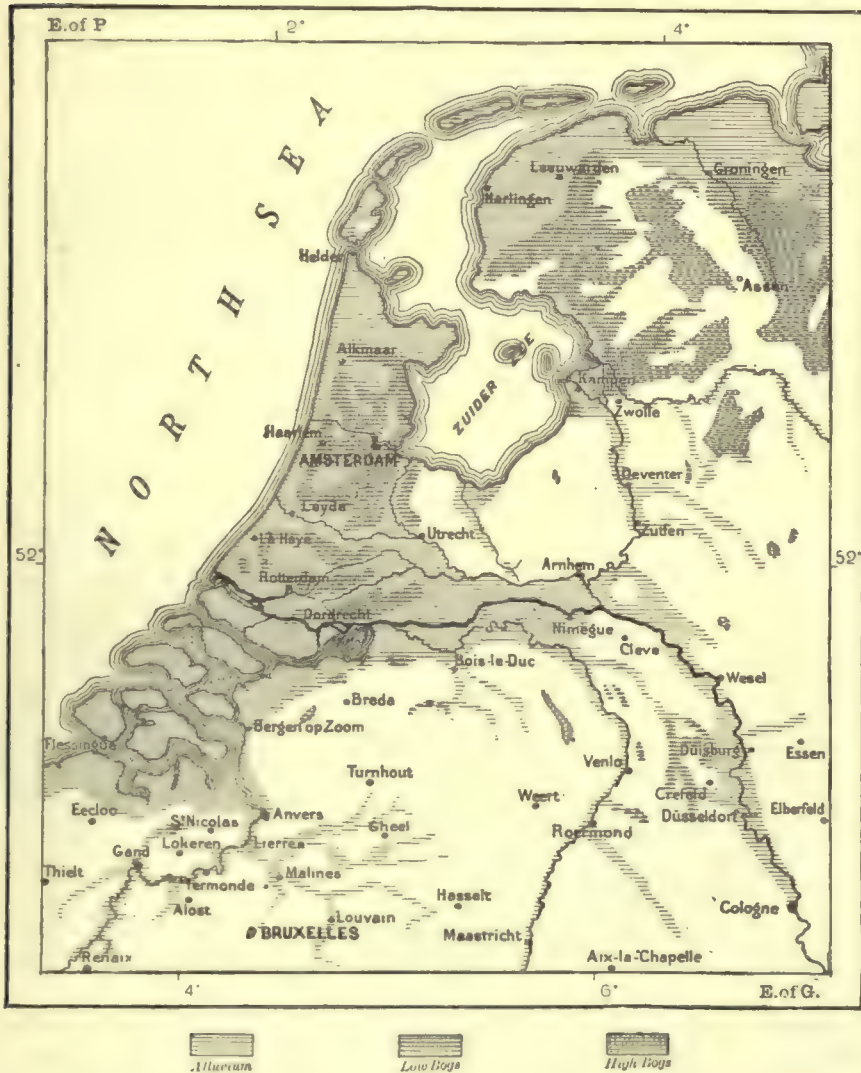 E. of P
2°
4°
NORTH SEA
Leeuwarden
Groningen
Harlingen
Helder
Assen
Alkmaar
ZUIDER ZEE
Kampen
Zwolle
Haarlem
AMSTERDAM
Deventer
Leyde
Utrecht
Zutfen
La Haye
52°
52°
Arnhem
Rotterdam
Dordrecht
Nimègue
Cleve
Bois-le-Duc
Wesel
Breda
Bergen op Zoom
Flessingue
Düisburg
Essen
Venlo
Turnhout
Crefeld
Weert
Eecloo
St Nicolas
Anvers
Düsseldorf
Elberfeld
Gheel
Roermond
Lokeren
Lierre
Gand
Thielt
Termonde
Malines
Alost
Hasselt
Louvain
Cologne
BRUXELLES
Maastricht
Renaix
Aix-la-Chapelle
4°
6°
E. of G.
Alluvium
Low Bogs
High Bogs